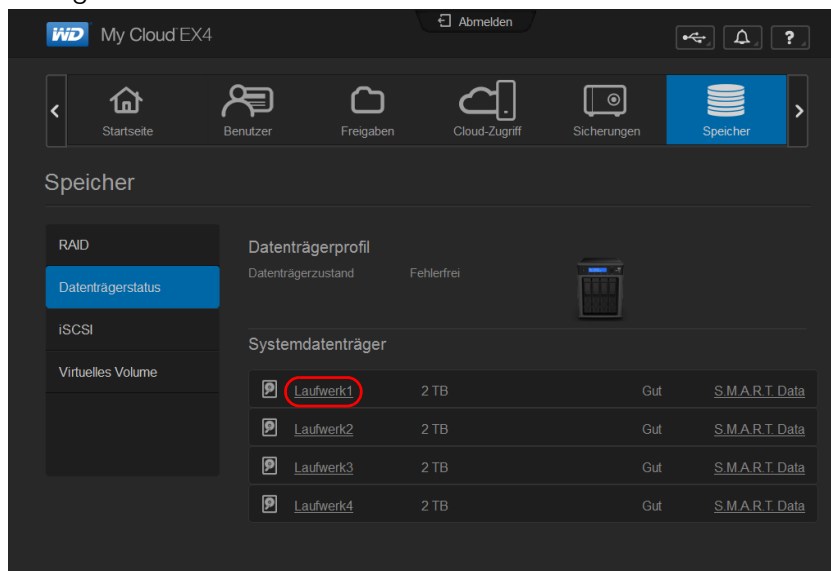 WD My Cloud EX4
Abmelden
?
Startseite
Benutzer
Freigaben
Cloud-Zugriff
Sicherungen
Speicher
Speicher
RAID
Datenträgerstatus
iSCSI
Virtuelles Volume
Datenträgerprofil
Datenträgerzustand Fehlerfrei
Systemdatenträger
Laufwerk1 2 TB Gut S.M.A.R.T. Data
Laufwerk2 2 TB Gut S.M.A.R.T. Data
Laufwerk3 2 TB Gut S.M.A.R.T. Data
Laufwerk4 2 TB Gut S.M.A.R.T. Data